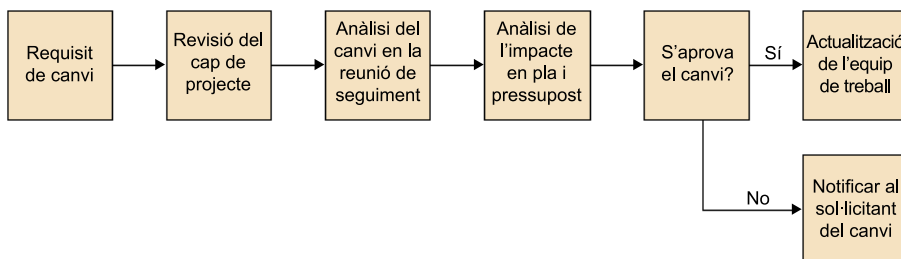 Requisit
de canvi
Revisió del
cap de
projecte
Anàlisi del
canvi en la
reunió de
seguiment
Anàlisi de
l’impacte
en pla i
pressupost
S’aprova
el canvi?
Sí
Actualització
de l’equip
de treball
No
Notificar al
sol·licitant
del canvi